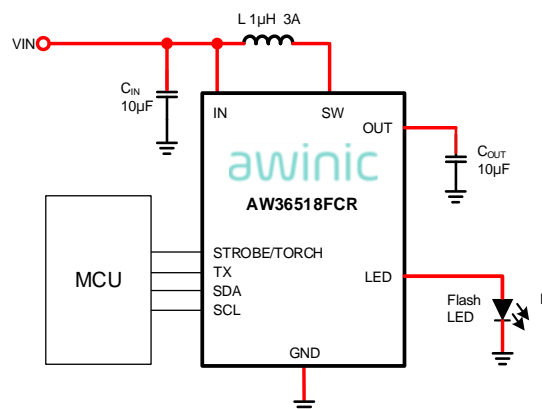 L 1µH 3A
VIN
CIN
10µF
IN
SW
OUT
awinic
AW36518FCR
COUT
10µF
MCU
STROBE/TORCH
TX
SDA
SCL
LED
Flash
LED
GND